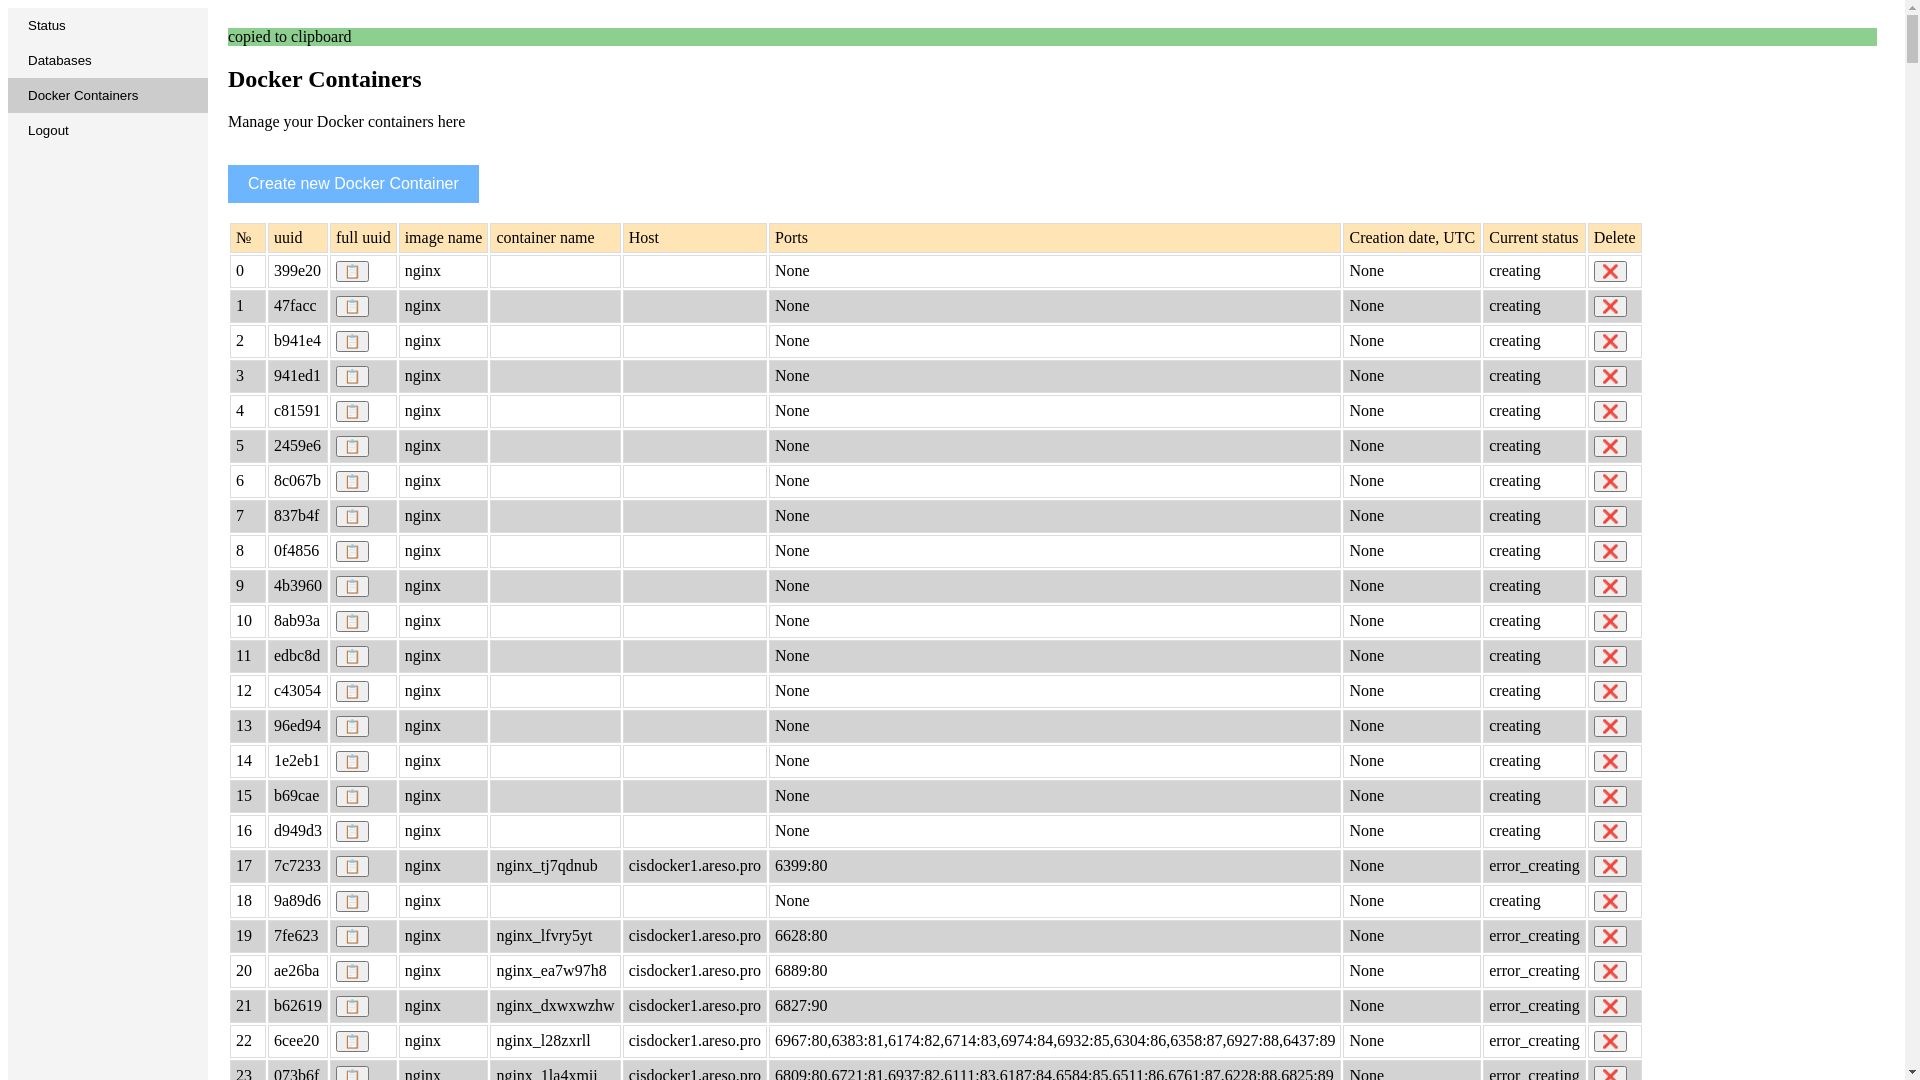 Status
Databases
Docker Containers
Logout
copied to clipboard
Docker Containers
Manage your Docker containers here
Create new Docker Container
№ uuid full uuid image name container name Host Ports Creation date, UTC Current status Delete
0 399e20 nginx None None creating
1 47facc nginx None None creating
2 b941e4 nginx None None creating
3 941ed1 nginx None None creating
4 c81591 nginx None None creating
5 2459e6 nginx None None creating
6 8c067b nginx None None creating
7 837b4f nginx None None creating
8 0f4856 nginx None None creating
9 4b3960 nginx None None creating
10 8ab93a nginx None None creating
11 edbc8d nginx None None creating
12 c43054 nginx None None creating
13 96ed94 nginx None None creating
14 1e2eb1 nginx None None creating
15 b69cae nginx None None creating
16 d949d3 nginx None None creating
17 7c7233 nginx nginx_tj7qdnub cisdocker1.areso.pro 6399:80 None error_creating
18 9a89d6 nginx None None creating
19 7fe623 nginx nginx_lfvry5yt cisdocker1.areso.pro 6628:80 None error_creating
20 ae26ba nginx nginx_ea7w97h8 cisdocker1.areso.pro 6889:80 None error_creating
21 b62619 nginx nginx_dxwxwzhw cisdocker1.areso.pro 6827:90 None error_creating
22 6cee20 nginx nginx_l28zxrll cisdocker1.areso.pro 6967:80,6383:81,6174:82,6714:83,6974:84,6932:85,6304:86,6358:87,6927:88,6437:89 None error_creating
23 073b6f nginx nginx_1la4xmij cisdocker1.areso.pro 6809:80,6721:81,6937:82,6111:83,6187:84,6584:85,6511:86,6761:87,6228:88,6825:89 None error_creating